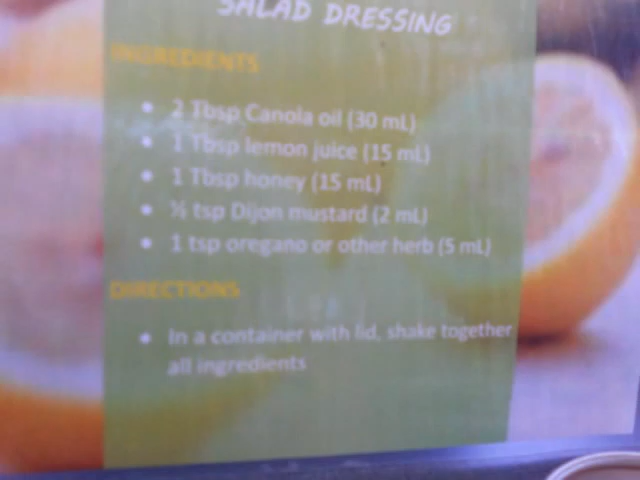 SALAD DRESSING
INGREDIENTS
• 2 Tbsp Canola oil (30 mL)
• 1 Tbsp lemon juice (15 mL)
• 1 Tbsp honey (15 mL)
• ½ tsp Dijon mustard (2 mL)
• 1 tsp oregano or other herb (5 mL)
DIRECTIONS
• In a container with lid, shake together
all ingredients